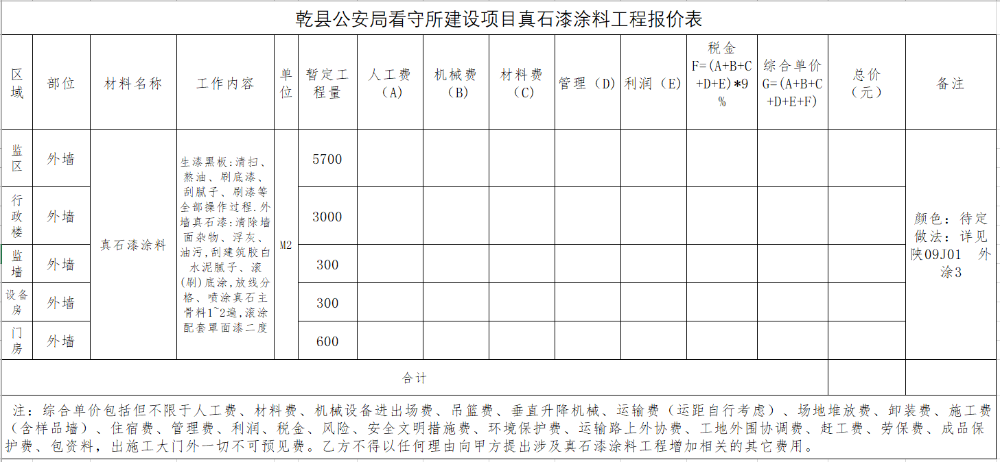 乾县公安局看守所建设项目真石漆涂料工程报价表
区域
部位
材料名称
工作内容
单位
暂定工
程量
人工费
（A）
机械费
（B）
材料费
（C）
管理（D）
利润（E）
税金
F=(A+B+C
+D+E)*9
%
综合单价
G=(A+B+C
+D+E+F)
总价
（元）
备注
监区
外墙
真石漆涂料
生漆黑板:清扫、
熬油、刷底漆、
刮腻子、刷漆等
全部操作过程.外
墙真石漆:清除墙
面杂物、浮灰、
油污,刮建筑胶白
水泥腻子、滚
(刷)底涂,放线分
格、喷涂真石主
骨料1~2遍,滚涂
配套罩面漆二度
M2
5700
颜色：待定
做法：详见
陕09J01 外
涂3
行政楼
外墙
3000
监墙
外墙
300
设备
房
外墙
300
门房
外墙
600
合计
注：综合单价包括但不限于人工费、材料费、机械设备进出场费、吊篮费、垂直升降机械、运输费（运距自行考虑）、场地堆放费、卸装费、施工费
（含样品墙）、住宿费、管理费、利润、税金、风险、安全文明措施费、环境保护费、运输路上外协费、工地外围协调费、赶工费、劳保费、成品保
护费、包资料，出施工大门外一切不可预见费。乙方不得以任何理由向甲方提出涉及真石漆涂料工程增加相关的其它费用。